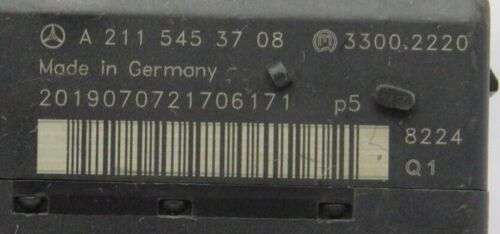 A 211 545 37 08 3300.2220
Made in Germany
2019070721706171 p5
8224
Q1